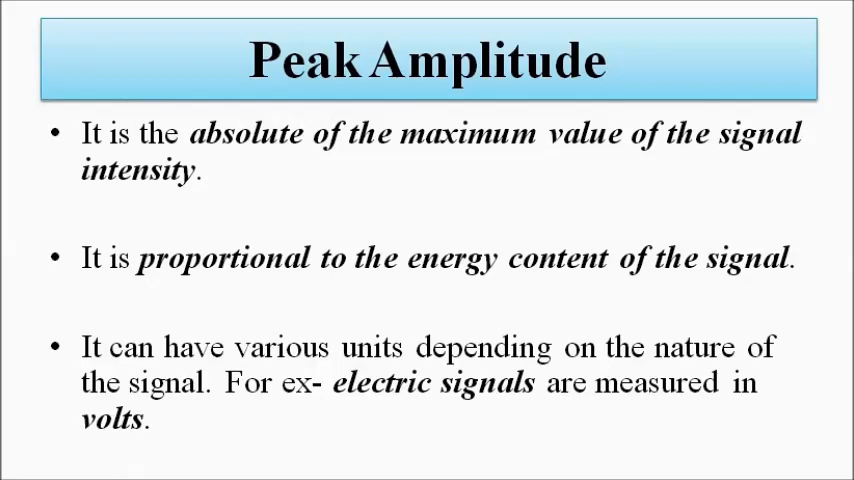 Peak Amplitude
• It is the absolute of the maximum value of the signal
intensity.
• It is proportional to the energy content of the signal.
• It can have various units depending on the nature of
the signal. For ex- electric signals are measured in
volts.